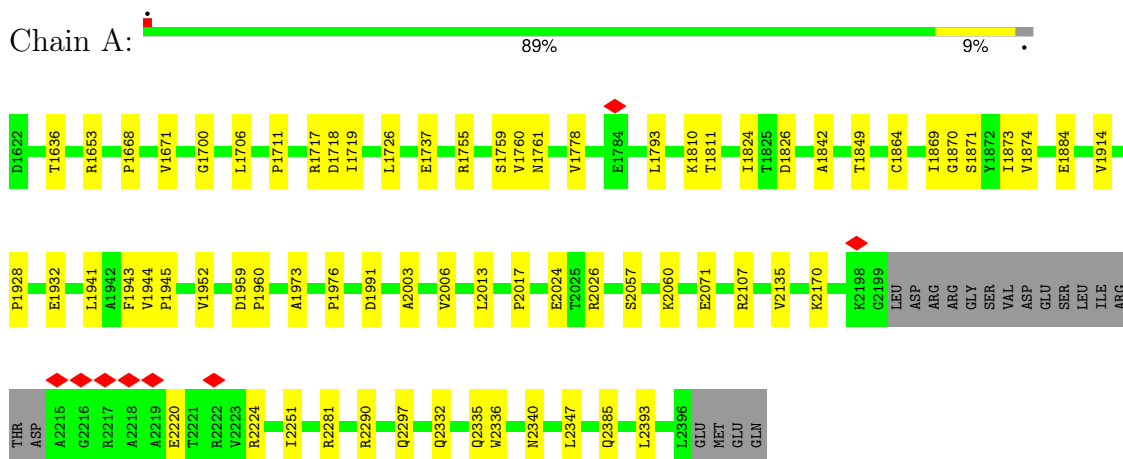 Chain A:
89%
9%
D1622 T1636 R1653 P1668 V1671 G1700 L1706 P1711 R1717 D1718 I1719 L1726 E1737 R1755 S1759 V1760 N1761 V1778 E1784 L1793 K1810 T1811 I1824 T1825 D1826 A1842 T1849 C1864 I1869 G1870 S1871 Y1872 I1873 V1874 E1884 V1914
P1928 E1932 L1941 A1942 F1943 V1944 P1945 V1952 D1959 P1960 A1973 P1976 D1991 A2003 V2006 L2013 P2017 E2024 T2025 R2026 S2057 K2060 E2071 R2107 V2135 K2170 K2198 G2199 LEU ASP ARG ARG GLY SER VAL ASP GLU SER LEU ILE ARG
THR ASP A2215 G2216 R2217 A2218 A2219 E2220 T2221 R2222 V2223 R2224 I2251 R2281 R2290 Q2297 Q2332 Q2335 W2336 N2340 L2347 Q2385 L2393 L2396 GLU MET GLU GLN